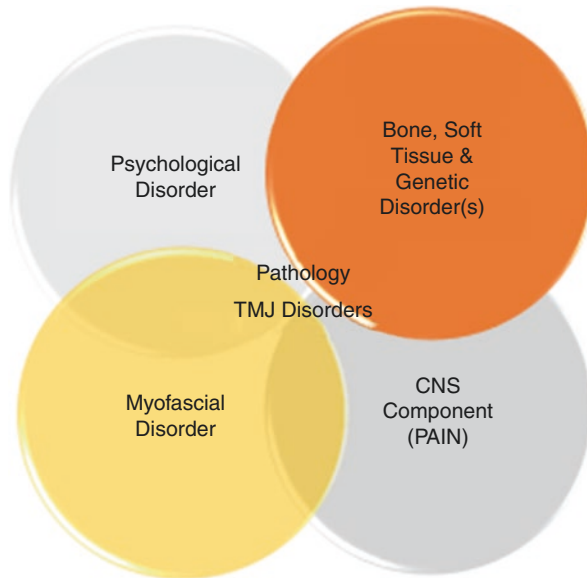 Psychological
Disorder
Bone, Soft
Tissue &
Genetic
Disorder(s)
Pathology
TMJ Disorders
Myofascial
Disorder
CNS
Component
(PAIN)